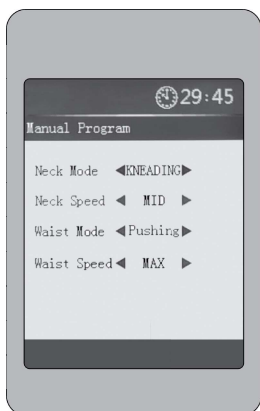 29:45
Manual Program
Neck Mode ◀KNEADING▶
Neck Speed ◀ MID ▶
Waist Mode ◀Pushing▶
Waist Speed◀ MAX ▶